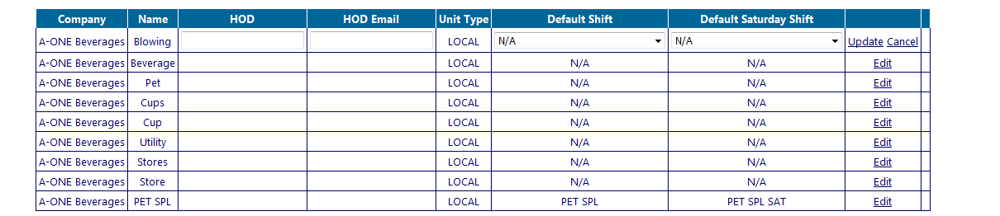 Company Name HOD HOD Email Unit Type Default Shift Default Saturday Shift
A-ONE Beverages Blowing LOCAL N/A N/A Update Cancel
A-ONE Beverages Beverage LOCAL N/A N/A Edit
A-ONE Beverages Pet LOCAL N/A N/A Edit
A-ONE Beverages Cups LOCAL N/A N/A Edit
A-ONE Beverages Cup LOCAL N/A N/A Edit
A-ONE Beverages Utility LOCAL N/A N/A Edit
A-ONE Beverages Stores LOCAL N/A N/A Edit
A-ONE Beverages Store LOCAL N/A N/A Edit
A-ONE Beverages PET SPL LOCAL PET SPL PET SPL SAT Edit